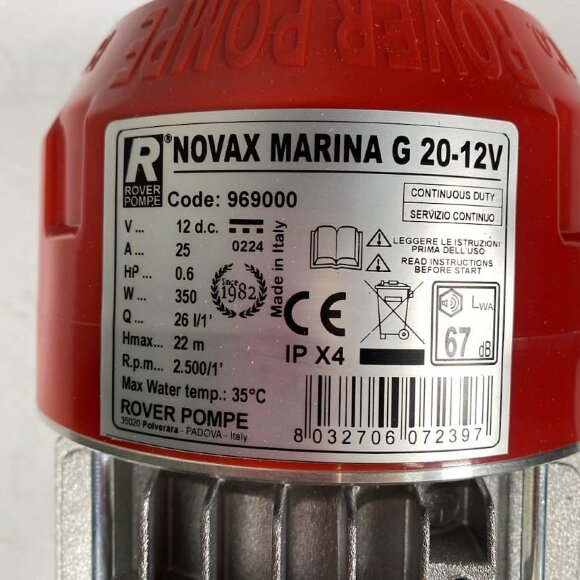 ROVER POMPE
R® NOVAX MARINA G 20-12V
ROVER
POMPE
Code: 969000
CONTINUOUS DUTY
SERVIZIO CONTINUO
V... 12 d.c.
0224
A ... 25
HP .. 0.6
W ... 350
Q ... 26 l/1'
Hmax... 22 m
R.p.m... 2.500/1'
Max Water temp.: 35°C
Since
1982
Made in Italy
LEGGERE LE ISTRUZIONI
PRIMA DELL'USO
READ INSTRUCTIONS
BEFORE START
CE
IP X4
LWA
67 dB
ROVER POMPE
35020 Polverara - PADOVA - Italy
8 032706 072397